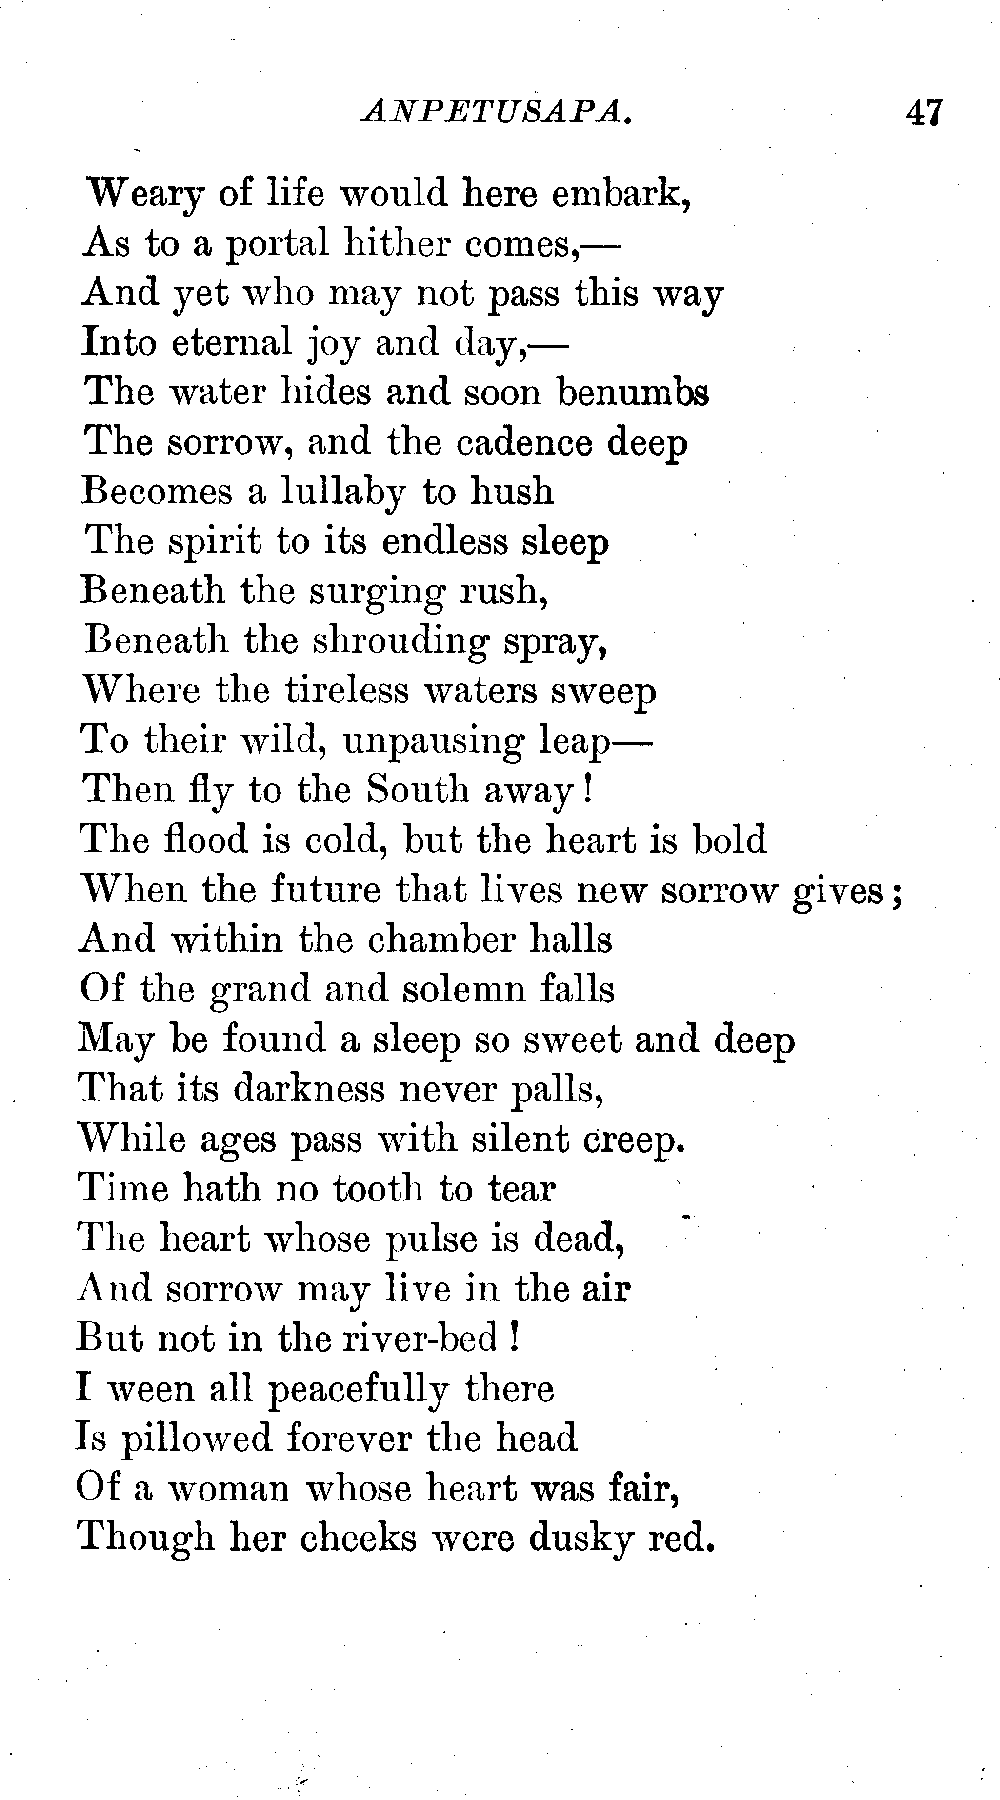 ANPETUSAPA. 47
Weary of life would here embark,
As to a portal hither comes,—
And yet who may not pass this way
Into eternal joy and day,—
The water hides and soon benumbs
The sorrow, and the cadence deep
Becomes a lullaby to hush
The spirit to its endless sleep
Beneath the surging rush,
Beneath the shrouding spray,
Where the tireless waters sweep
To their wild, unpausing leap—
Then fly to the South away!
The flood is cold, but the heart is bold
When the future that lives new sorrow gives;
And within the chamber halls
Of the grand and solemn falls
May be found a sleep so sweet and deep
That its darkness never palls,
While ages pass with silent creep.
Time hath no tooth to tear
The heart whose pulse is dead,
And sorrow may live in the air
But not in the river-bed!
I ween all peacefully there
Is pillowed forever the head
Of a woman whose heart was fair,
Though her cheeks were dusky red.